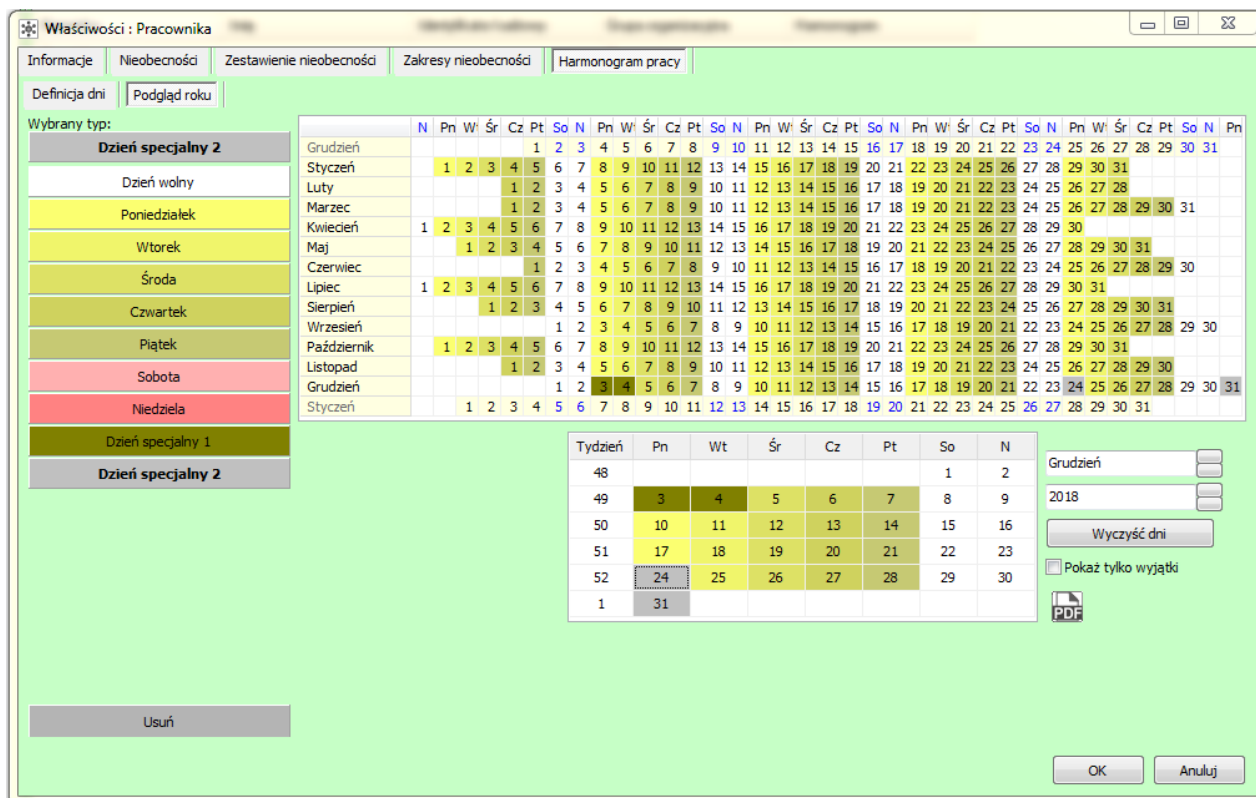 Właściwości : Pracownika
Informacje Nieobecności Zestawienie nieobecności Zakresy nieobecności Harmonogram pracy
Definicja dni Podgląd roku
Wybrany typ:
Dzień specjalny 2
Dzień wolny
Poniedziałek
Wtorek
Środa
Czwartek
Piątek
Sobota
Niedziela
Dzień specjalny 1
Dzień specjalny 2
Usuń
N Pn W Śr Cz Pt So N Pn W Śr Cz Pt So N Pn W Śr Cz Pt So N Pn W Śr Cz Pt So N Pn W Śr Cz Pt So N Pn
Grudzień 1 2 3 4 5 6 7 8 9 10 11 12 13 14 15 16 17 18 19 20 21 22 23 24 25 26 27 28 29 30 31
Styczeń 1 2 3 4 5 6 7 8 9 10 11 12 13 14 15 16 17 18 19 20 21 22 23 24 25 26 27 28 29 30 31
Luty 1 2 3 4 5 6 7 8 9 10 11 12 13 14 15 16 17 18 19 20 21 22 23 24 25 26 27 28
Marzec 1 2 3 4 5 6 7 8 9 10 11 12 13 14 15 16 17 18 19 20 21 22 23 24 25 26 27 28 29 30 31
Kwiecień 1 2 3 4 5 6 7 8 9 10 11 12 13 14 15 16 17 18 19 20 21 22 23 24 25 26 27 28 29 30
Maj 1 2 3 4 5 6 7 8 9 10 11 12 13 14 15 16 17 18 19 20 21 22 23 24 25 26 27 28 29 30 31
Czerwiec 1 2 3 4 5 6 7 8 9 10 11 12 13 14 15 16 17 18 19 20 21 22 23 24 25 26 27 28 29 30
Lipiec 1 2 3 4 5 6 7 8 9 10 11 12 13 14 15 16 17 18 19 20 21 22 23 24 25 26 27 28 29 30 31
Sierpień 1 2 3 4 5 6 7 8 9 10 11 12 13 14 15 16 17 18 19 20 21 22 23 24 25 26 27 28 29 30 31
Wrzesień 1 2 3 4 5 6 7 8 9 10 11 12 13 14 15 16 17 18 19 20 21 22 23 24 25 26 27 28 29 30
Październik 1 2 3 4 5 6 7 8 9 10 11 12 13 14 15 16 17 18 19 20 21 22 23 24 25 26 27 28 29 30 31
Listopad 1 2 3 4 5 6 7 8 9 10 11 12 13 14 15 16 17 18 19 20 21 22 23 24 25 26 27 28 29 30
Grudzień 1 2 3 4 5 6 7 8 9 10 11 12 13 14 15 16 17 18 19 20 21 22 23 24 25 26 27 28 29 30 31
Styczeń 1 2 3 4 5 6 7 8 9 10 11 12 13 14 15 16 17 18 19 20 21 22 23 24 25 26 27 28 29 30 31
Tydzień Pn Wt Śr Cz Pt So N
48 1 2
49 3 4 5 6 7 8 9
50 10 11 12 13 14 15 16
51 17 18 19 20 21 22 23
52 24 25 26 27 28 29 30
1 31
Grudzień
2018
Wyczyść dni
Pokaż tylko wyjątki
PDF
OK Anuluj